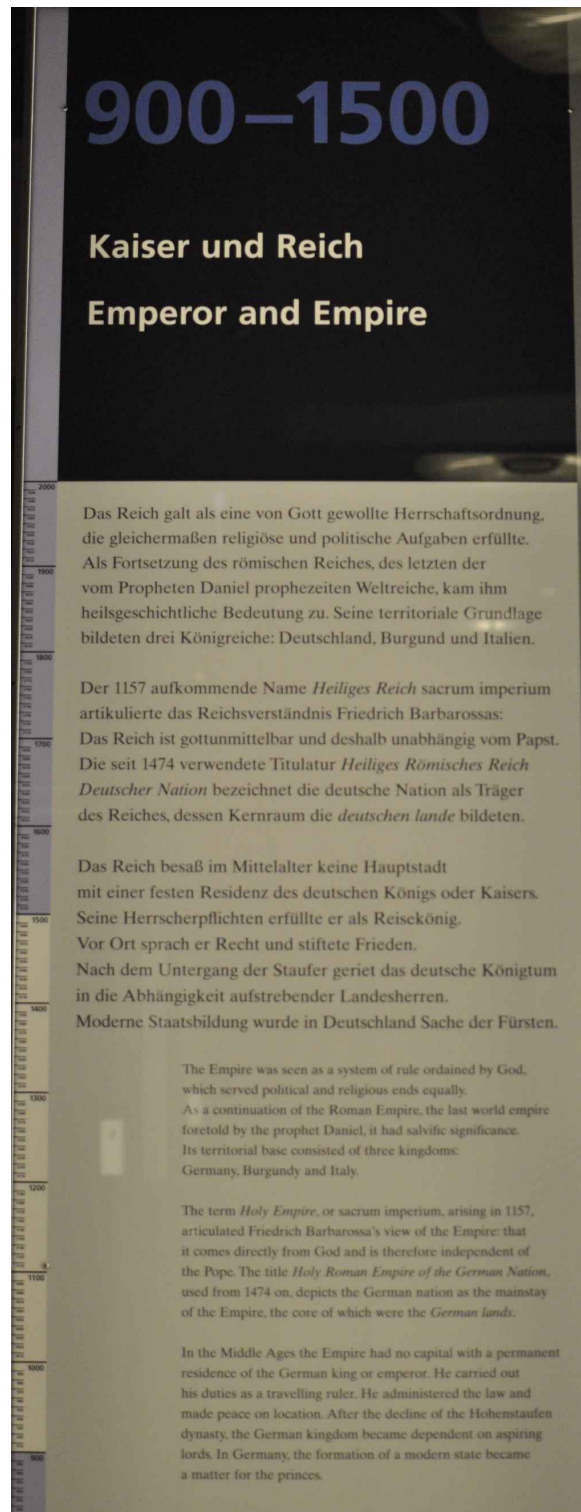 900–1500
Kaiser und Reich
Emperor and Empire
Das Reich galt als eine von Gott gewollte Herrschaftsordnung,
die gleichermaßen religiöse und politische Aufgaben erfüllte.
Als Fortsetzung des römischen Reiches, des letzten der
vom Propheten Daniel prophezeiten Weltreiche, kam ihm
heilsgeschichtliche Bedeutung zu. Seine territoriale Grundlage
bildeten drei Königreiche: Deutschland, Burgund und Italien.
Der 1157 aufkommende Name Heiliges Reich sacrum imperium
artikulierte das Reichsverständnis Friedrich Barbarossas:
Das Reich ist gottunmittelbar und deshalb unabhängig vom Papst.
Die seit 1474 verwendete Titulatur Heiliges Römisches Reich
Deutscher Nation bezeichnet die deutsche Nation als Träger
des Reiches, dessen Kernraum die deutschen lande bildeten.
Das Reich besaß im Mittelalter keine Hauptstadt
mit einer festen Residenz des deutschen Königs oder Kaisers.
Seine Herrscherpflichten erfüllte er als Reisekönig.
Vor Ort sprach er Recht und stiftete Frieden.
Nach dem Untergang der Staufer geriet das deutsche Königtum
in die Abhängigkeit aufstrebender Landesherren.
Moderne Staatsbildung wurde in Deutschland Sache der Fürsten.
The Empire was seen as a system of rule ordained by God,
which served political and religious ends equally.
As a continuation of the Roman Empire, the last world empire
foretold by the prophet Daniel, it had salvific significance.
Its territorial base consisted of three kingdoms:
Germany, Burgundy and Italy.
The term Holy Empire, or sacrum imperium, arising in 1157,
articulated Friedrich Barbarossa's view of the Empire: that
it comes directly from God and is therefore independent of
the Pope. The title Holy Roman Empire of the German Nation,
used from 1474 on, depicts the German nation as the mainstay
of the Empire, the core of which were the German lands.
In the Middle Ages the Empire had no capital with a permanent
residence of the German king or emperor. He carried out
his duties as a travelling ruler. He administered the law and
made peace on location. After the decline of the Hohenstaufen
dynasty, the German kingdom became dependent on aspiring
lords. In Germany, the formation of a modern state became
a matter for the princes.
2000
1900
1800
1700
1600
1500
1400
1300
1200
1100
1000
900